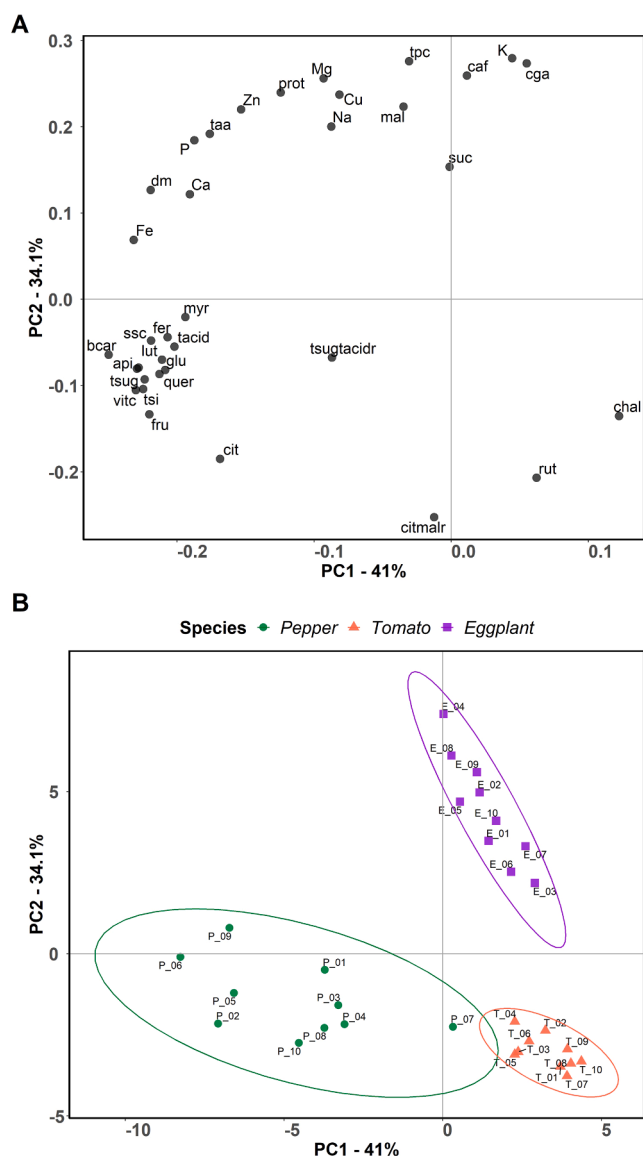 A
0.3
tpc
K
Mg
caf
cga
prot
Cu
Zn
mal
Na
taa
0.2
P
suc
dm
Ca
0.1
Fe
PC2 - 34.1%
0.0
myr
ssc
fer
tacid
bcar
lut
glu
tsugtacidr
api
-0.1
tsug
quer
vitc
tsi
chal
fru
cit
rut
-0.2
citmalr
-0.2
-0.1
0.0
0.1
PC1 - 41%
B
Species Pepper Tomato Eggplant
E_04
E_08
E_09
E_02
5
E_05
E_10
E_01
E_07
E_06
E_03
PC2 - 34.1%
P_09
0
P_06
P_01
P_05
P_03
P_02
P_04
P_07
P_08
P_10
T_04
T_02
T_06
T_09
T_03
T_05
T_08
T_10
T_01
T_07
-5
-10
-5
0
5
PC1 - 41%